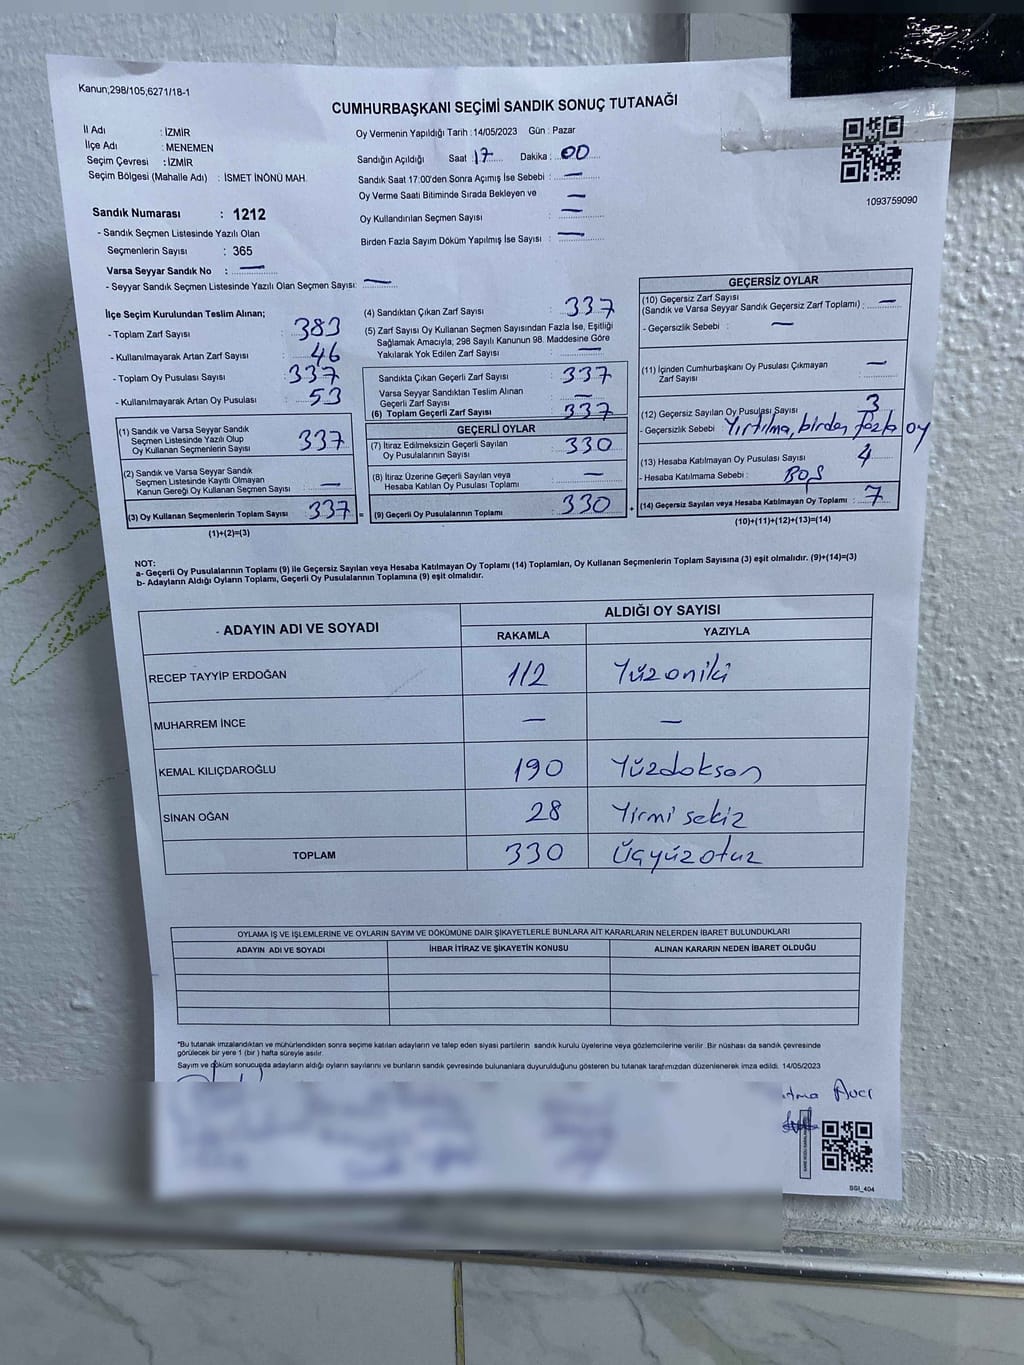 Kanun,298/105,6271/18-1
CUMHURBAŞKANI SEÇİMİ SANDIK SONUÇ TUTANAĞI
İl Adı : İZMİR
İlçe Adı : MENEMEN
Seçim Çevresi : İZMİR
Seçim Bölgesi (Mahalle Adı) : İSMET İNÖNÜ MAH.
Oy Vermenin Yapıldığı Tarih : 14/05/2023 Gün : Pazar
Sandığın Açıldığı Saat : 17 Dakika : 00
Sandık Saat 17:00'den Sonra Açımış İse Sebebi : —
Oy Verme Saati Bitiminde Sırada Bekleyen ve —
Oy Kullandırılan Seçmen Sayısı : —
Birden Fazla Sayım Döküm Yapılmış İse Sayısı : —
1093759090
Sandık Numarası : 1212
- Sandık Seçmen Listesinde Yazılı Olan
Seçmenlerin Sayısı : 365
Varsa Seyyar Sandık No : —
- Seyyar Sandık Seçmen Listesinde Yazılı Olan Seçmen Sayısı: —
İlçe Seçim Kurulundan Teslim Alınan;
- Toplam Zarf Sayısı : 383
- Kullanılmayarak Artan Zarf Sayısı : 46
- Toplam Oy Pusulası Sayısı : 337
- Kullanılmayarak Artan Oy Pusulası : 53
(1) Sandık ve Varsa Seyyar Sandık
Seçmen Listesinde Yazılı Olup
Oy Kullanan Seçmenlerin Sayısı : 337
(2) Sandık ve Varsa Seyyar Sandık
Seçmen Listesinde Kayıtlı Olmayan
Kanun Gereği Oy Kullanan Seçmen Sayısı : —
(3) Oy Kullanan Seçmenlerin Toplam Sayısı : 337 =
(1)+(2)=(3)
(4) Sandıktan Çıkan Zarf Sayısı : 337
(5) Zarf Sayısı Oy Kullanan Seçmen Sayısından Fazla İse, Eşitliği
Sağlamak Amacıyla, 298 Sayılı Kanunun 98. Maddesine Göre
Yakılarak Yok Edilen Zarf Sayısı : —
Sandıkta Çıkan Geçerli Zarf Sayısı : 337
Varsa Seyyar Sandıktan Teslim Alınan
Geçerli Zarf Sayısı : —
(6) Toplam Geçerli Zarf Sayısı : 337
GEÇERLİ OYLAR
(7) İtiraz Edilmeksizin Geçerli Sayılan
Oy Pusulalarının Sayısı : 330
(8) İtiraz Üzerine Geçerli Sayılan veya
Hesaba Katılan Oy Pusulası Toplamı : —
(9) Geçerli Oy Pusulalarının Toplamı : 330 +
GEÇERSİZ OYLAR
(10) Geçersiz Zarf Sayısı
(Sandık ve Varsa Seyyar Sandık Geçersiz Zarf Toplamı) : —
- Geçersizlik Sebebi : —
(11) İçinden Cumhurbaşkanı Oy Pusulası Çıkmayan
Zarf Sayısı : —
(12) Geçersiz Sayılan Oy Pusulası Sayısı : 3
- Geçersizlik Sebebi : Yırtılma, birden fazla oy
(13) Hesaba Katılmayan Oy Pusulası Sayısı : 4
- Hesaba Katılmama Sebebi : BOŞ
(14) Geçersiz Sayılan veya Hesaba Katılmayan Oy Toplamı : 7
(10)+(11)+(12)+(13)=(14)
NOT:
a- Geçerli Oy Pusulalarının Toplamı (9) ile Geçersiz Sayılan veya Hesaba Katılmayan Oy Toplamı (14) Toplamları, Oy Kullanan Seçmenlerin Toplam Sayısına (3) eşit olmalıdır. (9)+(14)=(3)
b- Adayların Aldığı Oyların Toplamı, Geçerli Oy Pusulalarının Toplamına (9) eşit olmalıdır.
- ADAYIN ADI VE SOYADI ALDIĞI OY SAYISI
RAKAMLA YAZIYLA
RECEP TAYYİP ERDOĞAN 112 Yüzoniki
MUHARREM İNCE — —
KEMAL KILIÇDAROĞLU 190 Yüzdoksan
SİNAN OĞAN 28 Yirmi sekiz
TOPLAM 330 Üçyüzotuz
OYLAMA İŞ VE İŞLEMLERİNE VE OYLARIN SAYIM VE DÖKÜMÜNE DAİR ŞİKAYETLERLE BUNLARA AİT KARARLARIN NELERDEN İBARET BULUNDUKLARI
ADAYIN ADI VE SOYADI İHBAR İTİRAZ VE ŞİKAYETİN KONUSU ALINAN KARARIN NEDEN İBARET OLDUĞU
*Bu tutanak imzalandıktan ve mühürlendikten sonra seçime katılan adayların ve talep eden siyasi partilerin sandık kurulu üyelerine veya gözlemcilerine verilir. Bir nüshası da sandık çevresinde
görülecek bir yere 1 (bir ) hafta süreyle asılır.
Sayım ve döküm sonucunda adayların aldığı oyların sayılarını ve bunların sandık çevresinde bulunanlara duyurulduğunu gösteren bu tutanak tarafımızdan düzenlenerek imza edildi. 14/05/2023
Avcı
SGI_404